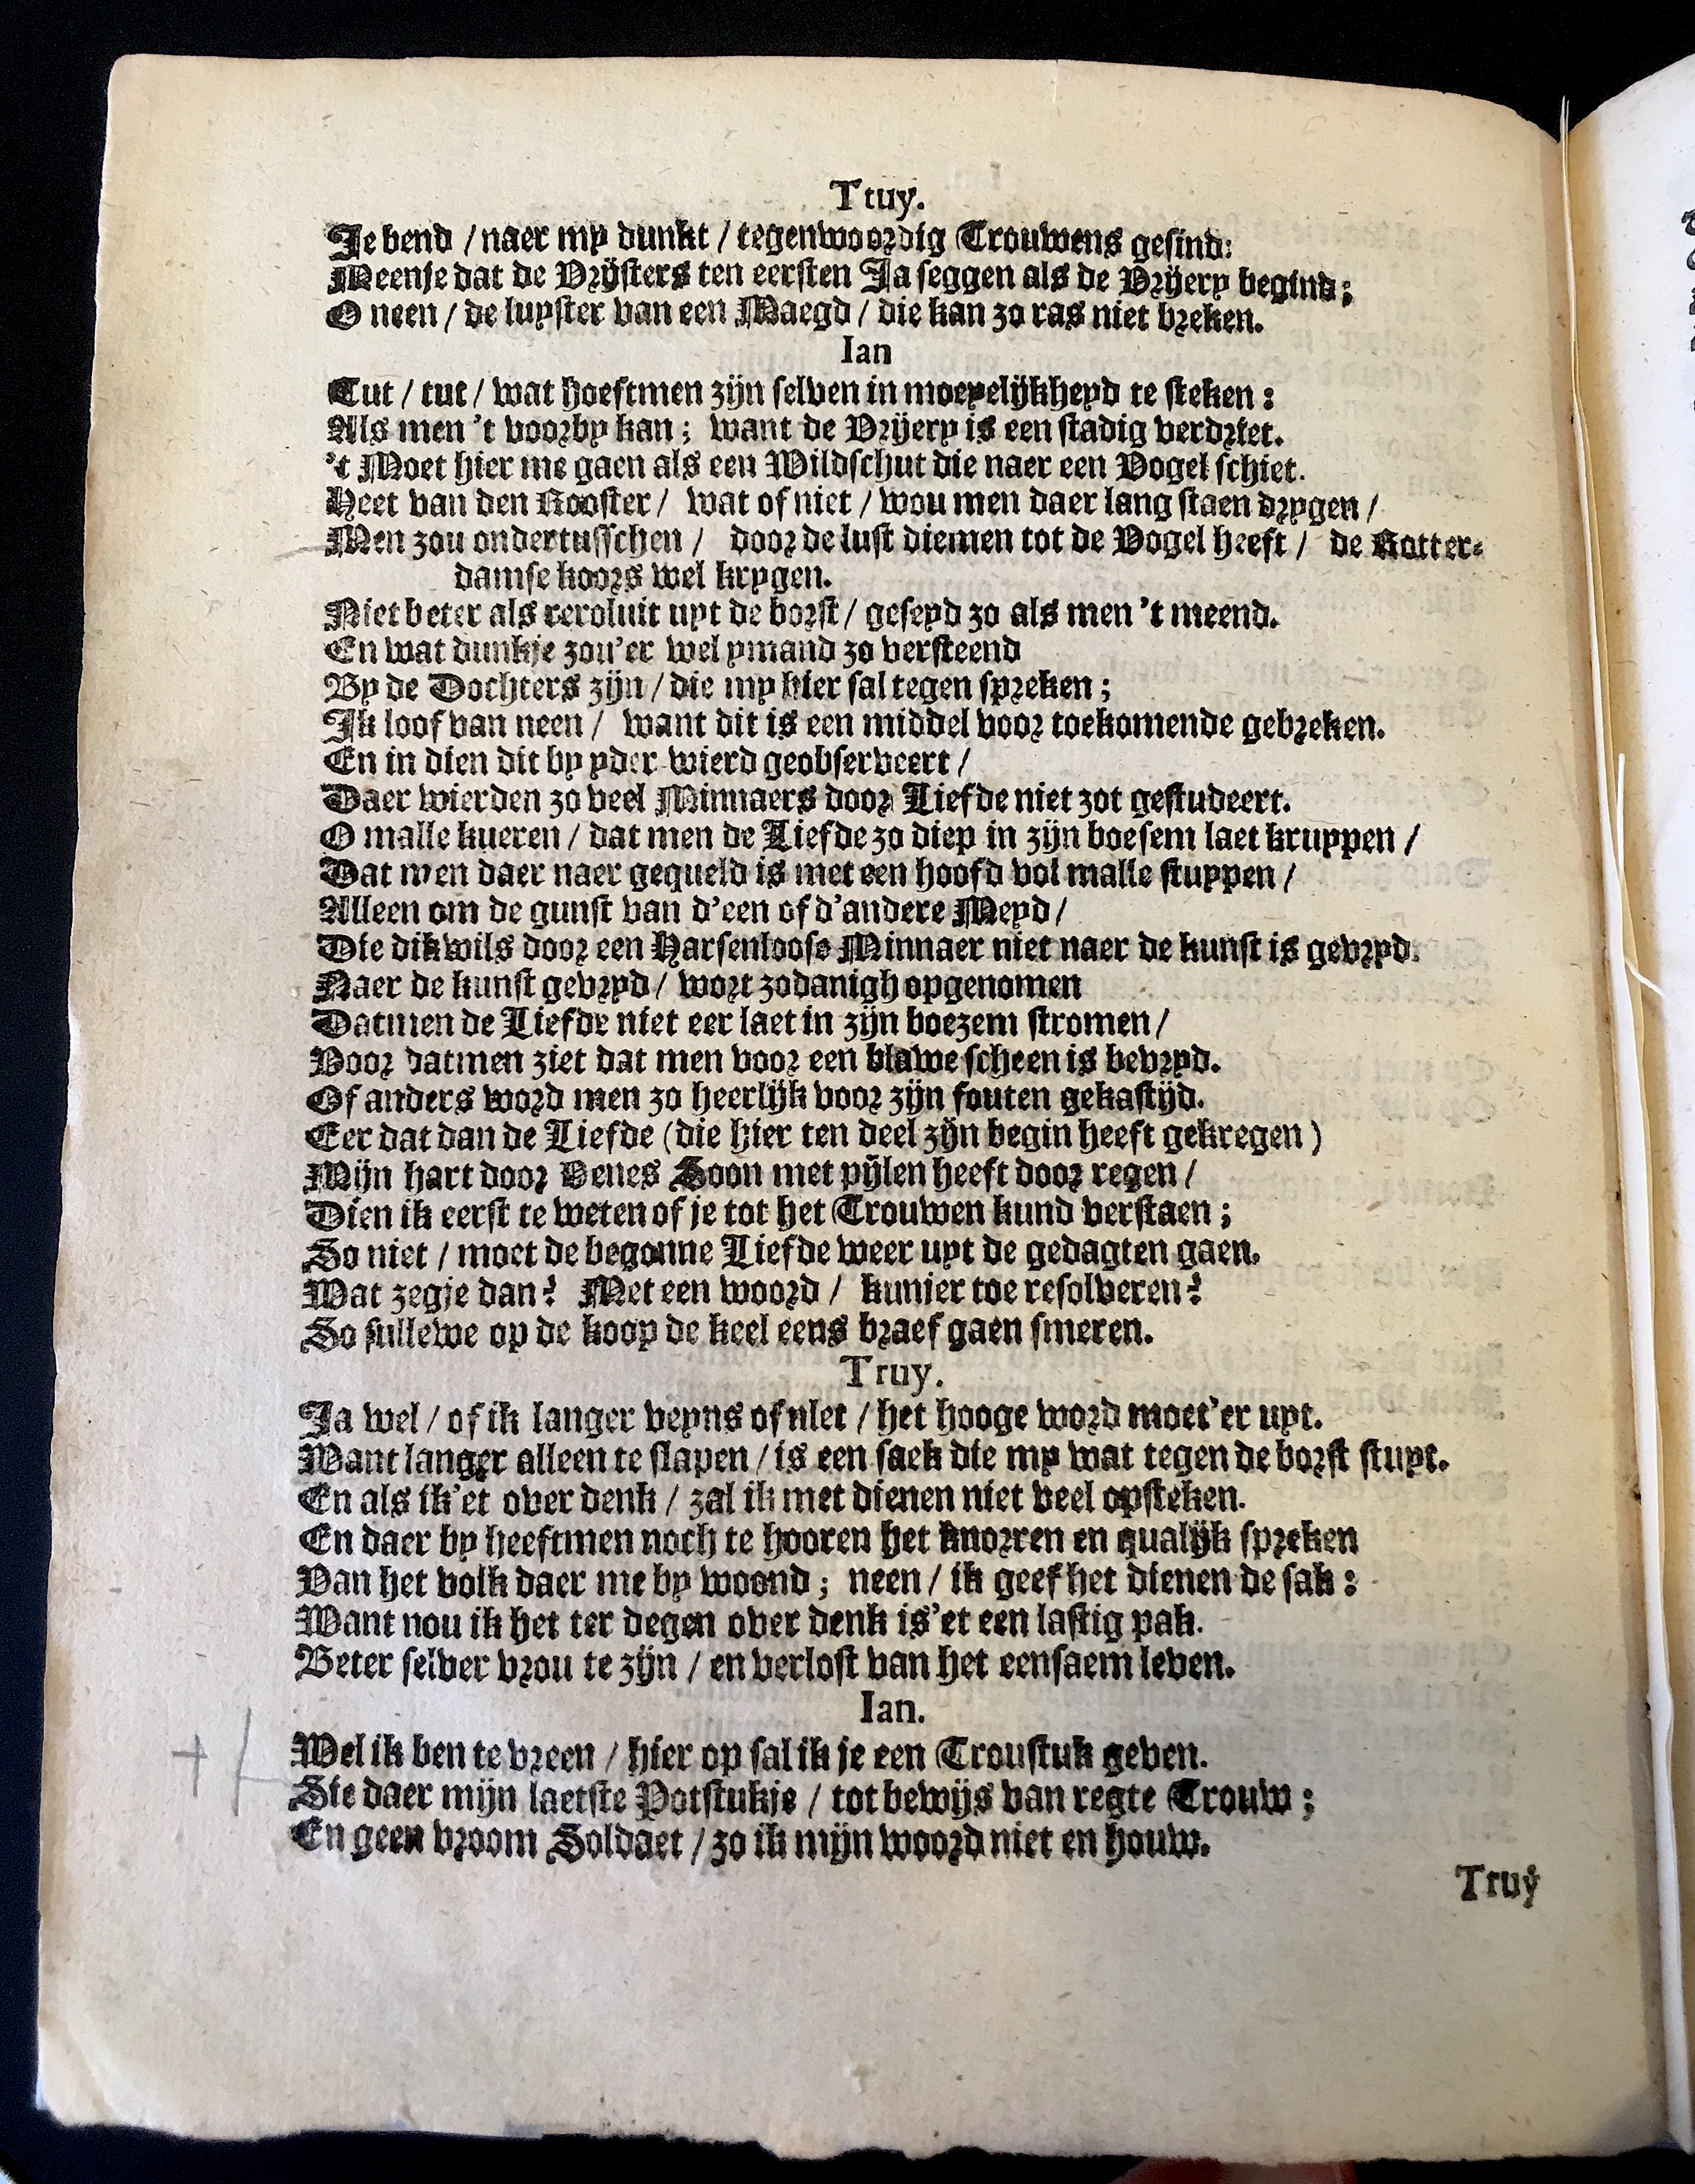 Ttuy.
Je bend / naer my dunkt / tegenwoordig Trouwens gesind:
Meenje dat de Vrijsters ten eersten Ja seggen als de Vrijery begind;
O neen / de luyster van een Maegd / die kan zo ras niet breken.
Ian
Tut / tut / wat hoeftmen zijn selven in moeyelijkheyd te steken:
Als men 't voorby kan; want de Vrijery is een stadig verdriet.
't Moet hier me gaen als een Wildschut die naer een Vogel schiet.
Heet van den Rooster / wat of niet / wou men daer lang staen drygen /
Men zou ondertusschen / door de lust diemen tot de Vogel heeft / de Rotter-
damse koors wel krygen.
Niet beter als reroluit uyt de borst / geseyd zo als men 't meend.
En wat dunkje zou'er wel ymand zo versteend
By de Dochters zijn / die my hier sal tegen spreken;
Ik loof van neen / want dit is een middel voor toekomende gebreken.
En in dien dit by yder wierd geobserveert /
Daer wierden zo veel Minnaers door Liefde niet zot gestudeert.
O malle kueren / dat men de Liefde zo diep in zijn boesem laet kruppen /
Dat men daer naer gequeld is met een hoofd vol malle stuppen /
Alleen om de gunst van d'een of d'andere Meyd /
Die dikwils door een Harsenloose Minnaer niet naer de kunst is gevryd.
Naer de kunst gevryd / wort zodanigh opgenomen
Datmen de Liefde niet eer laet in zijn boezem stromen /
Voor datmen ziet dat men voor een blawe scheen is bevryd.
Of anders word men zo heerlijk voor zijn fouten gekastijd.
Eer dat dan de Liefde (die hier ten deel zijn begin heeft gekregen)
Mijn hart door Venes Soon met pijlen heeft door regen /
Dien ik eerst te weten of je tot het Trouwen kund verstaen;
So niet / moet de begonne Liefde weer uyt de gedagten gaen.
Wat zegje dan? Met een woord / kunjer toe resolveren?
So sullewe op de koop de keel eens braef gaen smeren.
Truy.
Ja wel / of ik langer veyns of niet / het hooge word moet'er uyt.
Want langer alleen te slapen / is een saek die my wat tegen de borst stuyt.
En als ik'et over denk / zal ik met dienen niet veel opsteken.
En daer by heeftmen noch te hooren het knorren en qualijk spreken
Van het volk daer me by woond; neen / ik geef het dienen de sak:
Want nou ik het ter degen over denk is'et een lastig pak.
Beter selver vrou te zijn / en verlost van het eensaem leven.
Ian.
Wel ik ben te vreen / hier op sal ik je een Troustuk geven.
Sie daer mijn laetste Potstukje / tot bewijs van regte Trouw;
En geen vroom Soldaet / zo ik mijn woord niet en houw.
Truy